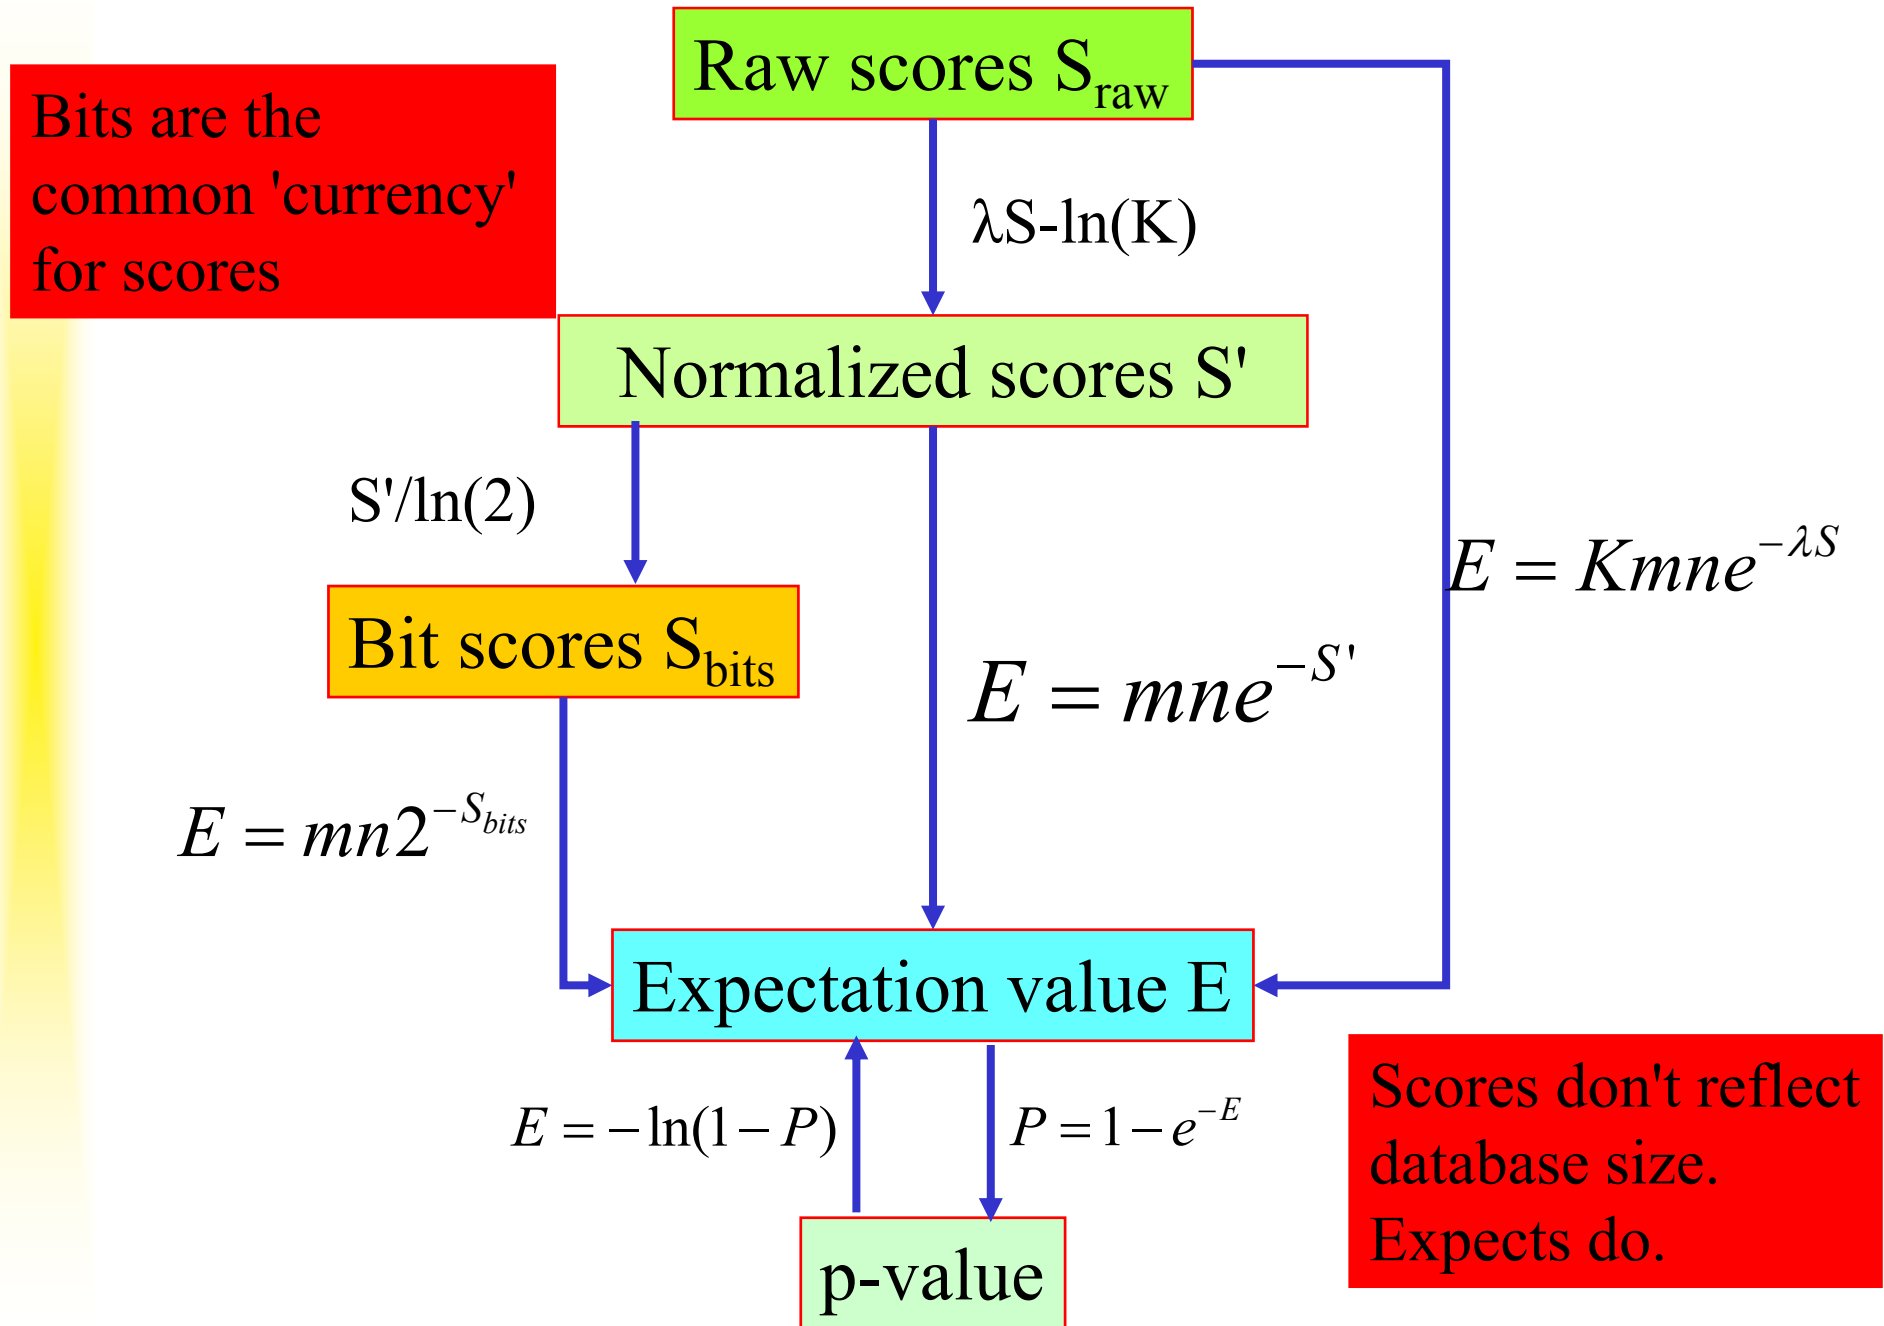 Raw scores S_raw
Bits are the
common 'currency'
for scores
λS-ln(K)
Normalized scores S'
S'/ln(2)
E = Kmne^{-λS}
Bit scores S_bits
E = mne^{-S'}
E = mn2^{-S_bits}
Expectation value E
E = -ln(1-P)
P = 1-e^{-E}
Scores don't reflect
database size.
Expects do.
p-value